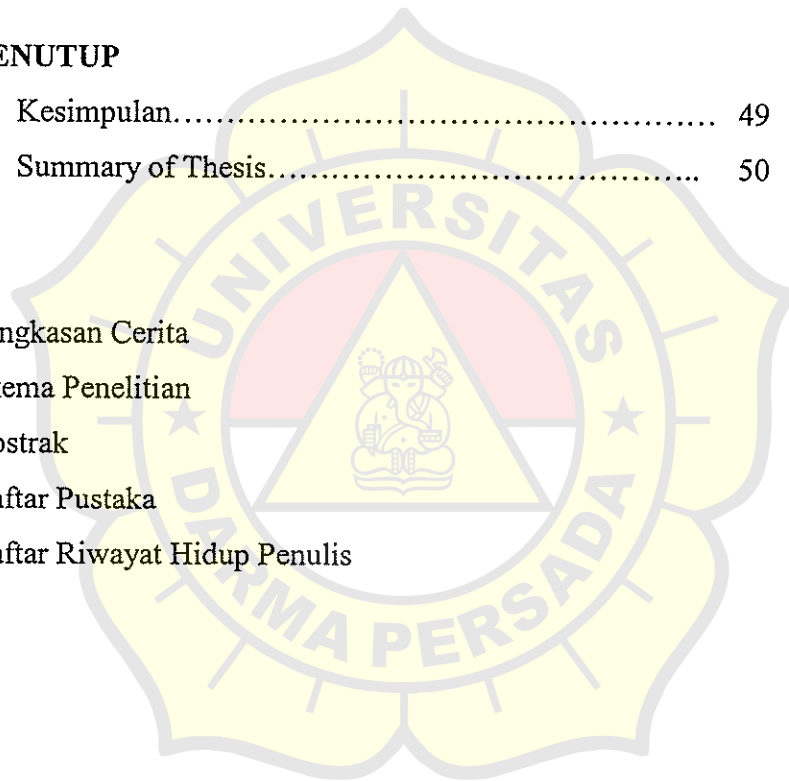 ENUTUP
Kesimpulan…………………………………………… 49
Summary of Thesis……………………………………. 50
ngkasan Cerita
kema Penelitian
ostrak
aftar Pustaka
aftar Riwayat Hidup Penulis
UNIVERSITAS
DARMA PERSADA